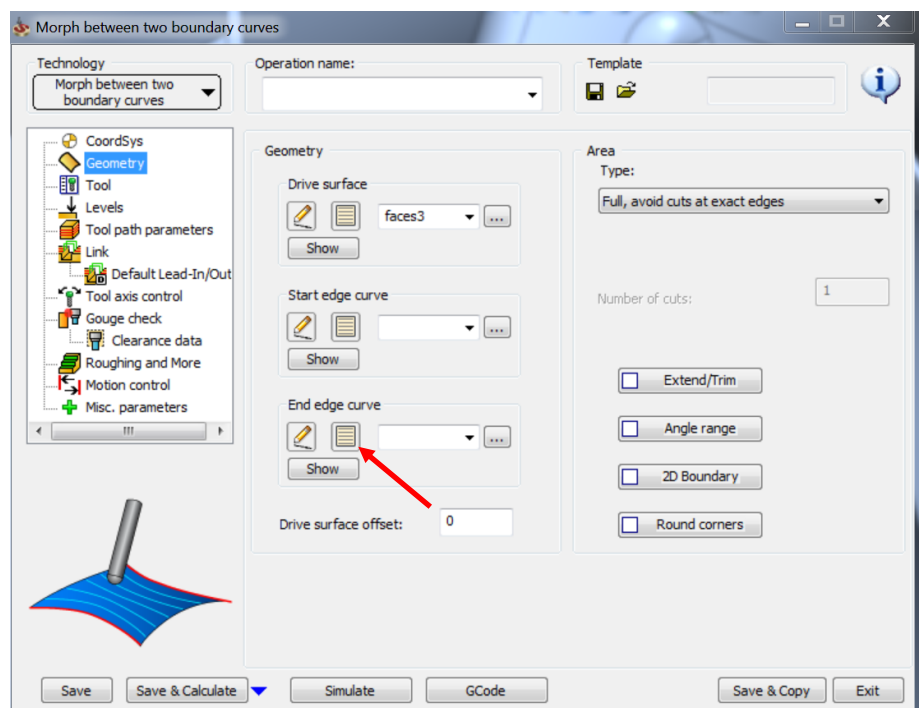 Morph between two boundary curves
Technology
Morph between two
boundary curves
Operation name:
Template
CoordSys
Geometry
Tool
Levels
Tool path parameters
Link
Default Lead-In/Out
Tool axis control
Gouge check
Clearance data
Roughing and More
Motion control
Misc. parameters
Geometry
Drive surface
faces3
...
Show
Start edge curve
...
Show
End edge curve
...
Show
Drive surface offset:
0
Area
Type:
Full, avoid cuts at exact edges
Number of cuts:
1
Extend/Trim
Angle range
2D Boundary
Round corners
Save
Save & Calculate
Simulate
GCode
Save & Copy
Exit